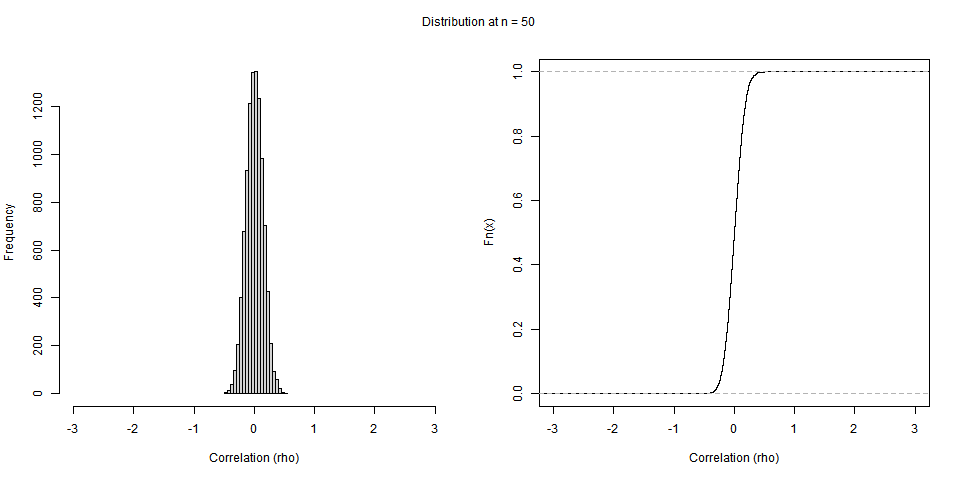 Distribution at n = 50
Frequency
1200
1000
800
600
400
200
0
-3 -2 -1 0 1 2 3
Correlation (rho)
Fn(x)
1.0
0.8
0.6
0.4
0.2
0.0
-3 -2 -1 0 1 2 3
Correlation (rho)